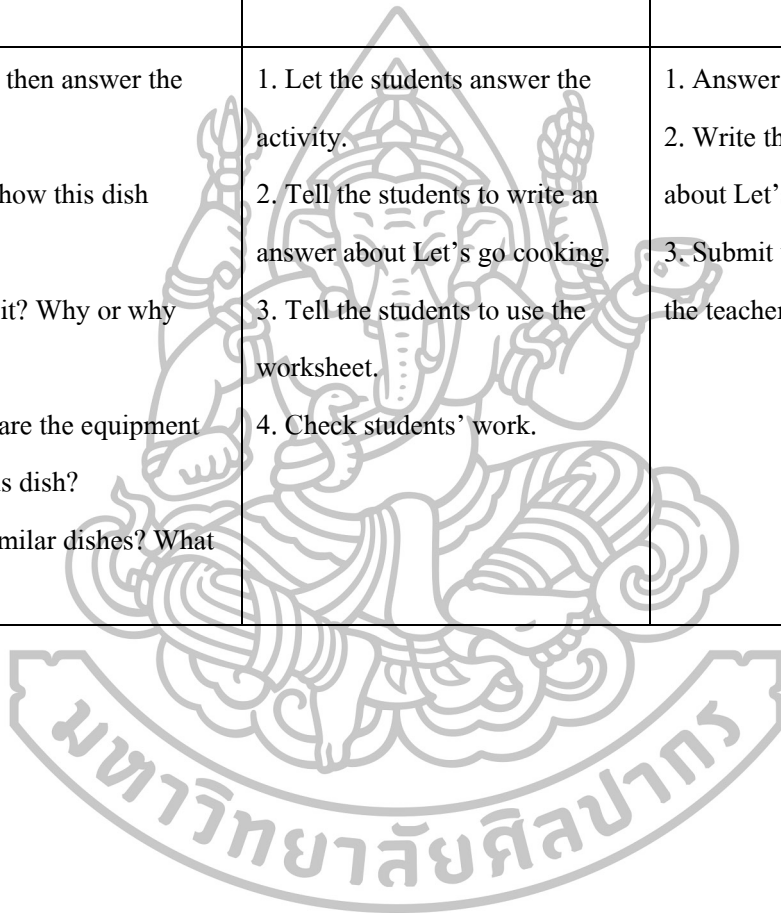 then answer the
how this dish
it? Why or why
are the equipment
s dish?
milar dishes? What
1. Let the students answer the
activity.
2. Tell the students to write an
answer about Let’s go cooking.
3. Tell the students to use the
worksheet.
4. Check students’ work.
1. Answer
2. Write th
about Let’
3. Submit
the teacher
มหาวิทยาลัยศิลปากร